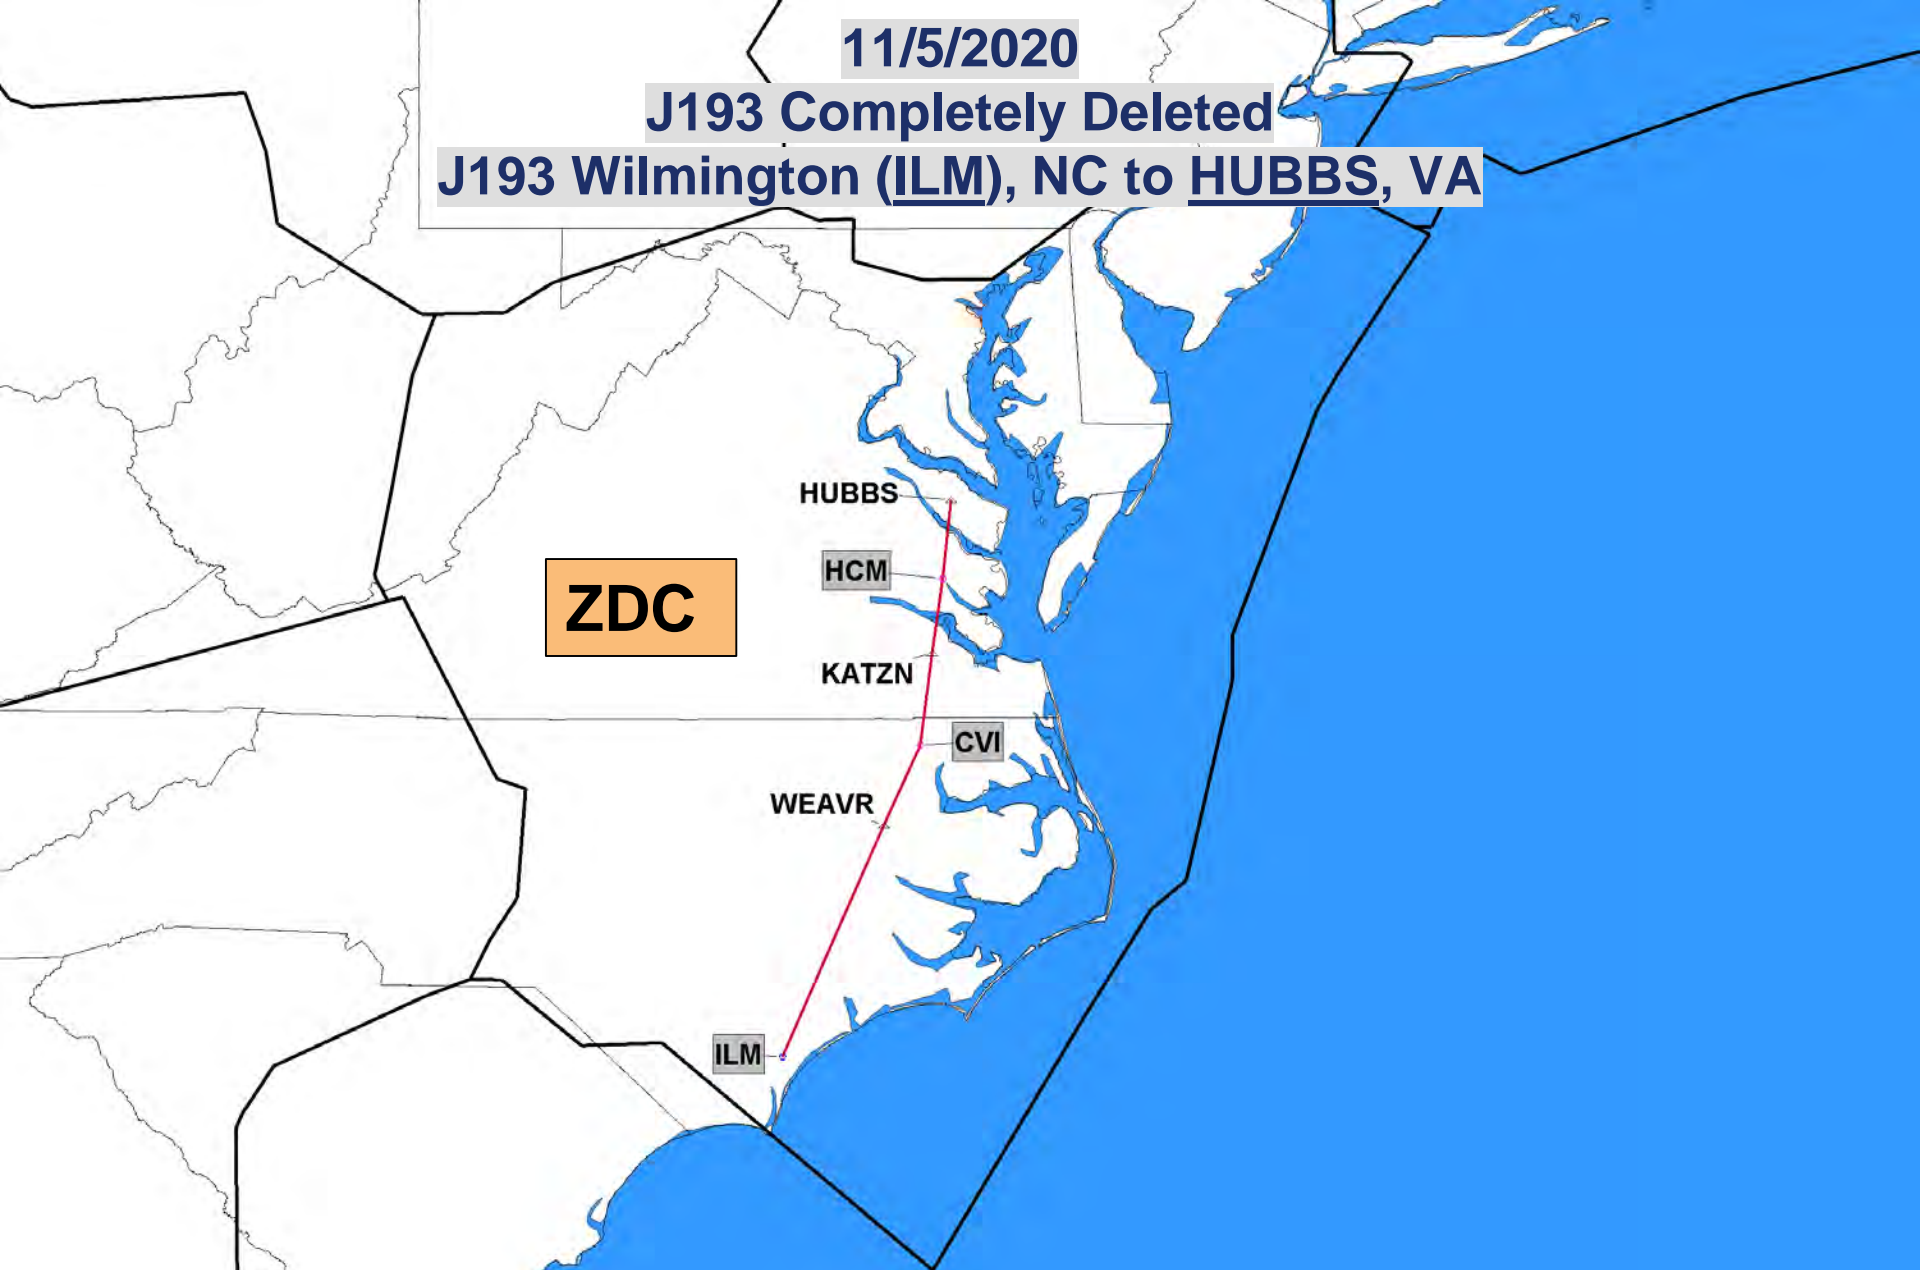 11/5/2020
J193 Completely Deleted
J193 Wilmington (ILM), NC to HUBBS, VA
HUBBS
HCM
ZDC
KATZN
CVI
WEAVR
ILM